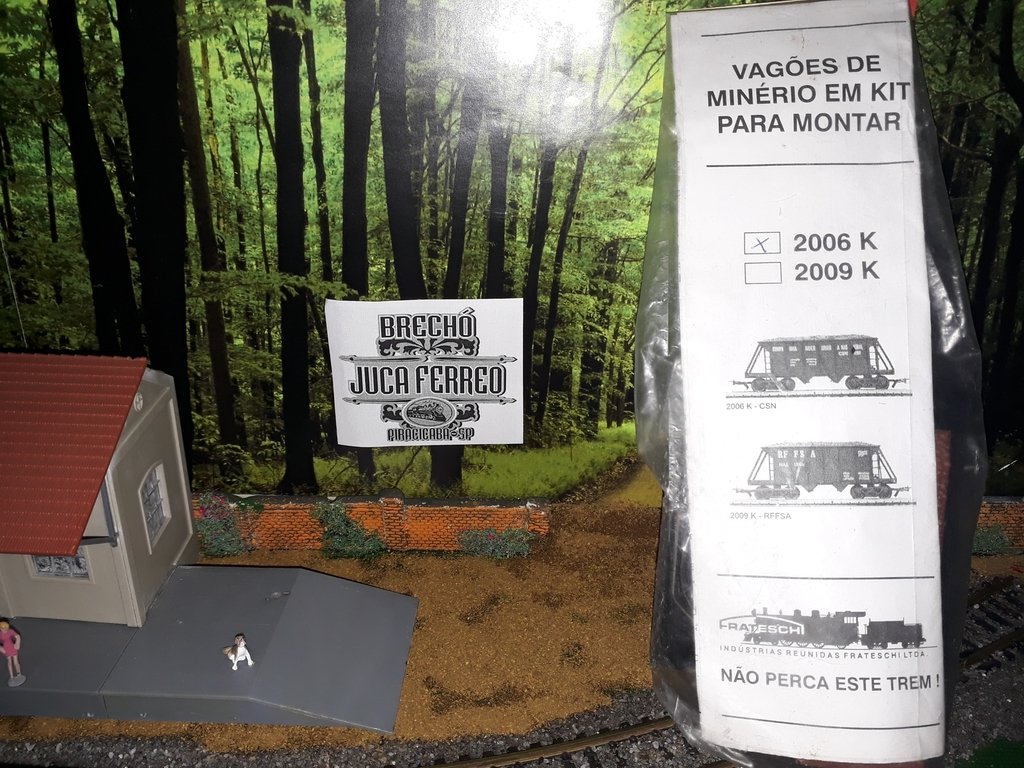 BRECHÓ
JUCA FERREO
PIRACICABA-SP
VAGÕES DE
MINÉRIO EM KIT
PARA MONTAR
X 2006 K
2009 K
2006 K - CSN
RFFSA
2009 K - RFFSA
FRATESCHI
INDÚSTRIAS REUNIDAS FRATESCHI LTDA.
NÃO PERCA ESTE TREM !